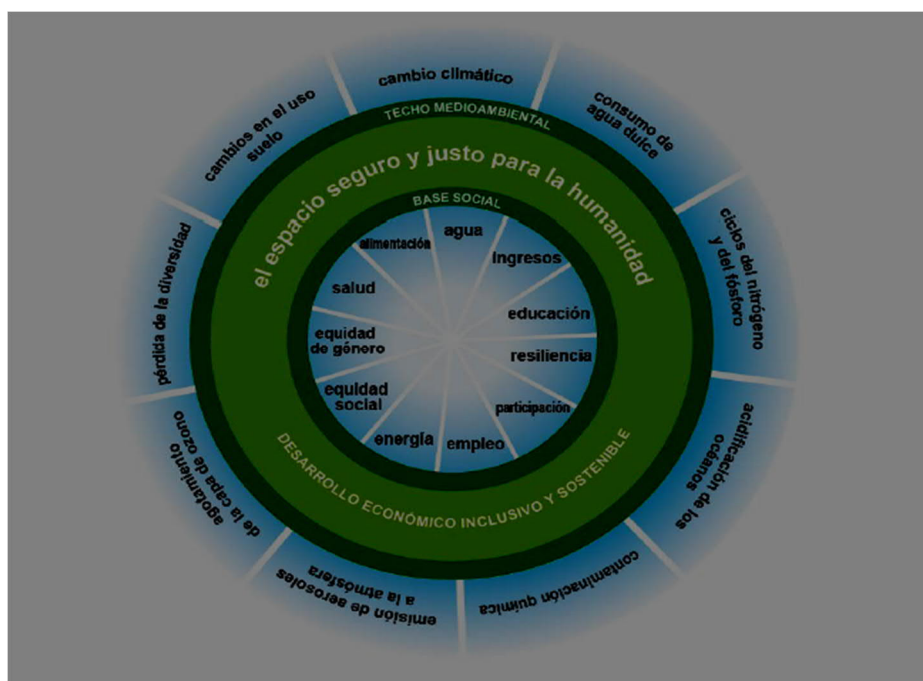 cambio climático
consumo de
agua dulce
ciclos del nitrógeno
y del fósforo
acidificación de los
océanos
contaminación química
emisión de aerosoles
a la atmósfera
agotamiento
de la capa de ozono
pérdida de la diversidad
cambios en el uso
suelo
TECHO MEDIOAMBIENTAL
el espacio seguro y justo para la humanidad
BASE SOCIAL
agua
ingresos
educación
resiliencia
participación
empleo
energía
equidad
social
equidad
de género
salud
alimentación
DESARROLLO ECONÓMICO INCLUSIVO Y SOSTENIBLE